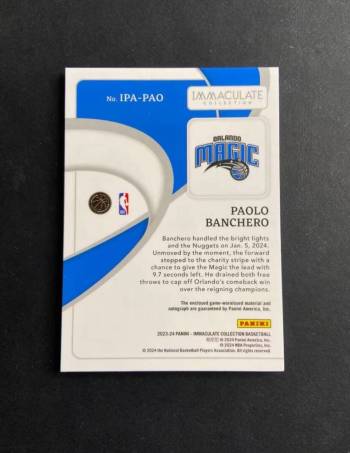 No. IPA-PAO
IMMACULATE
COLLECTION
ORLANDO
MAGIC
PAOLO
BANCHERO
Banchero handled the bright lights
and the Nuggets on Jan. 5, 2024.
Unmoved by the moment, the forward
stepped to the charity stripe with a
chance to give the Magic the lead with
9.7 seconds left. He drained both free
throws to cap off Orlando's comeback win
over the reigning champions.
The enclosed game-worn/used material and
autograph are guaranteed by Panini America, Inc.
PANINI
2023-24 PANINI - IMMACULATE COLLECTION BASKETBALL
© 2024 Panini America, Inc.
© 2024 NBA Properties, Inc.
© 2024 the National Basketball Players Association. All rights reserved.